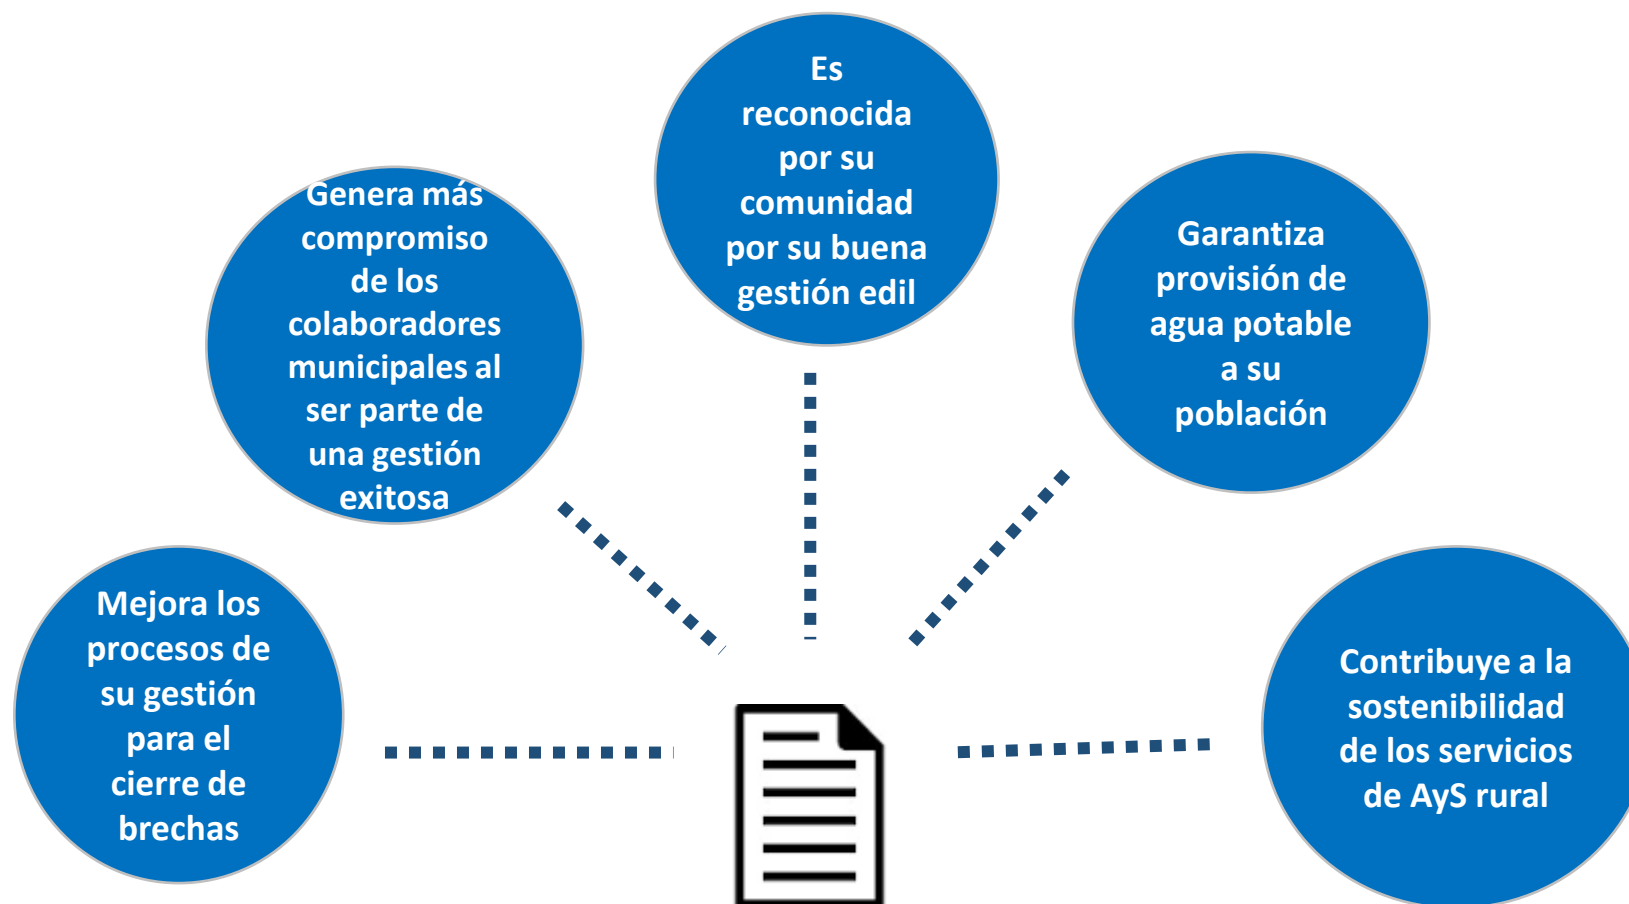 Es
reconocida
por su
comunidad
por su buena
gestión edil
Genera más
compromiso
de los
colaboradores
municipales al
ser parte de
una gestión
exitosa
Garantiza
provisión de
agua potable
a su
población
Mejora los
procesos de
su gestión
para el
cierre de
brechas
Contribuye a la
sostenibilidad
de los servicios
de AyS rural